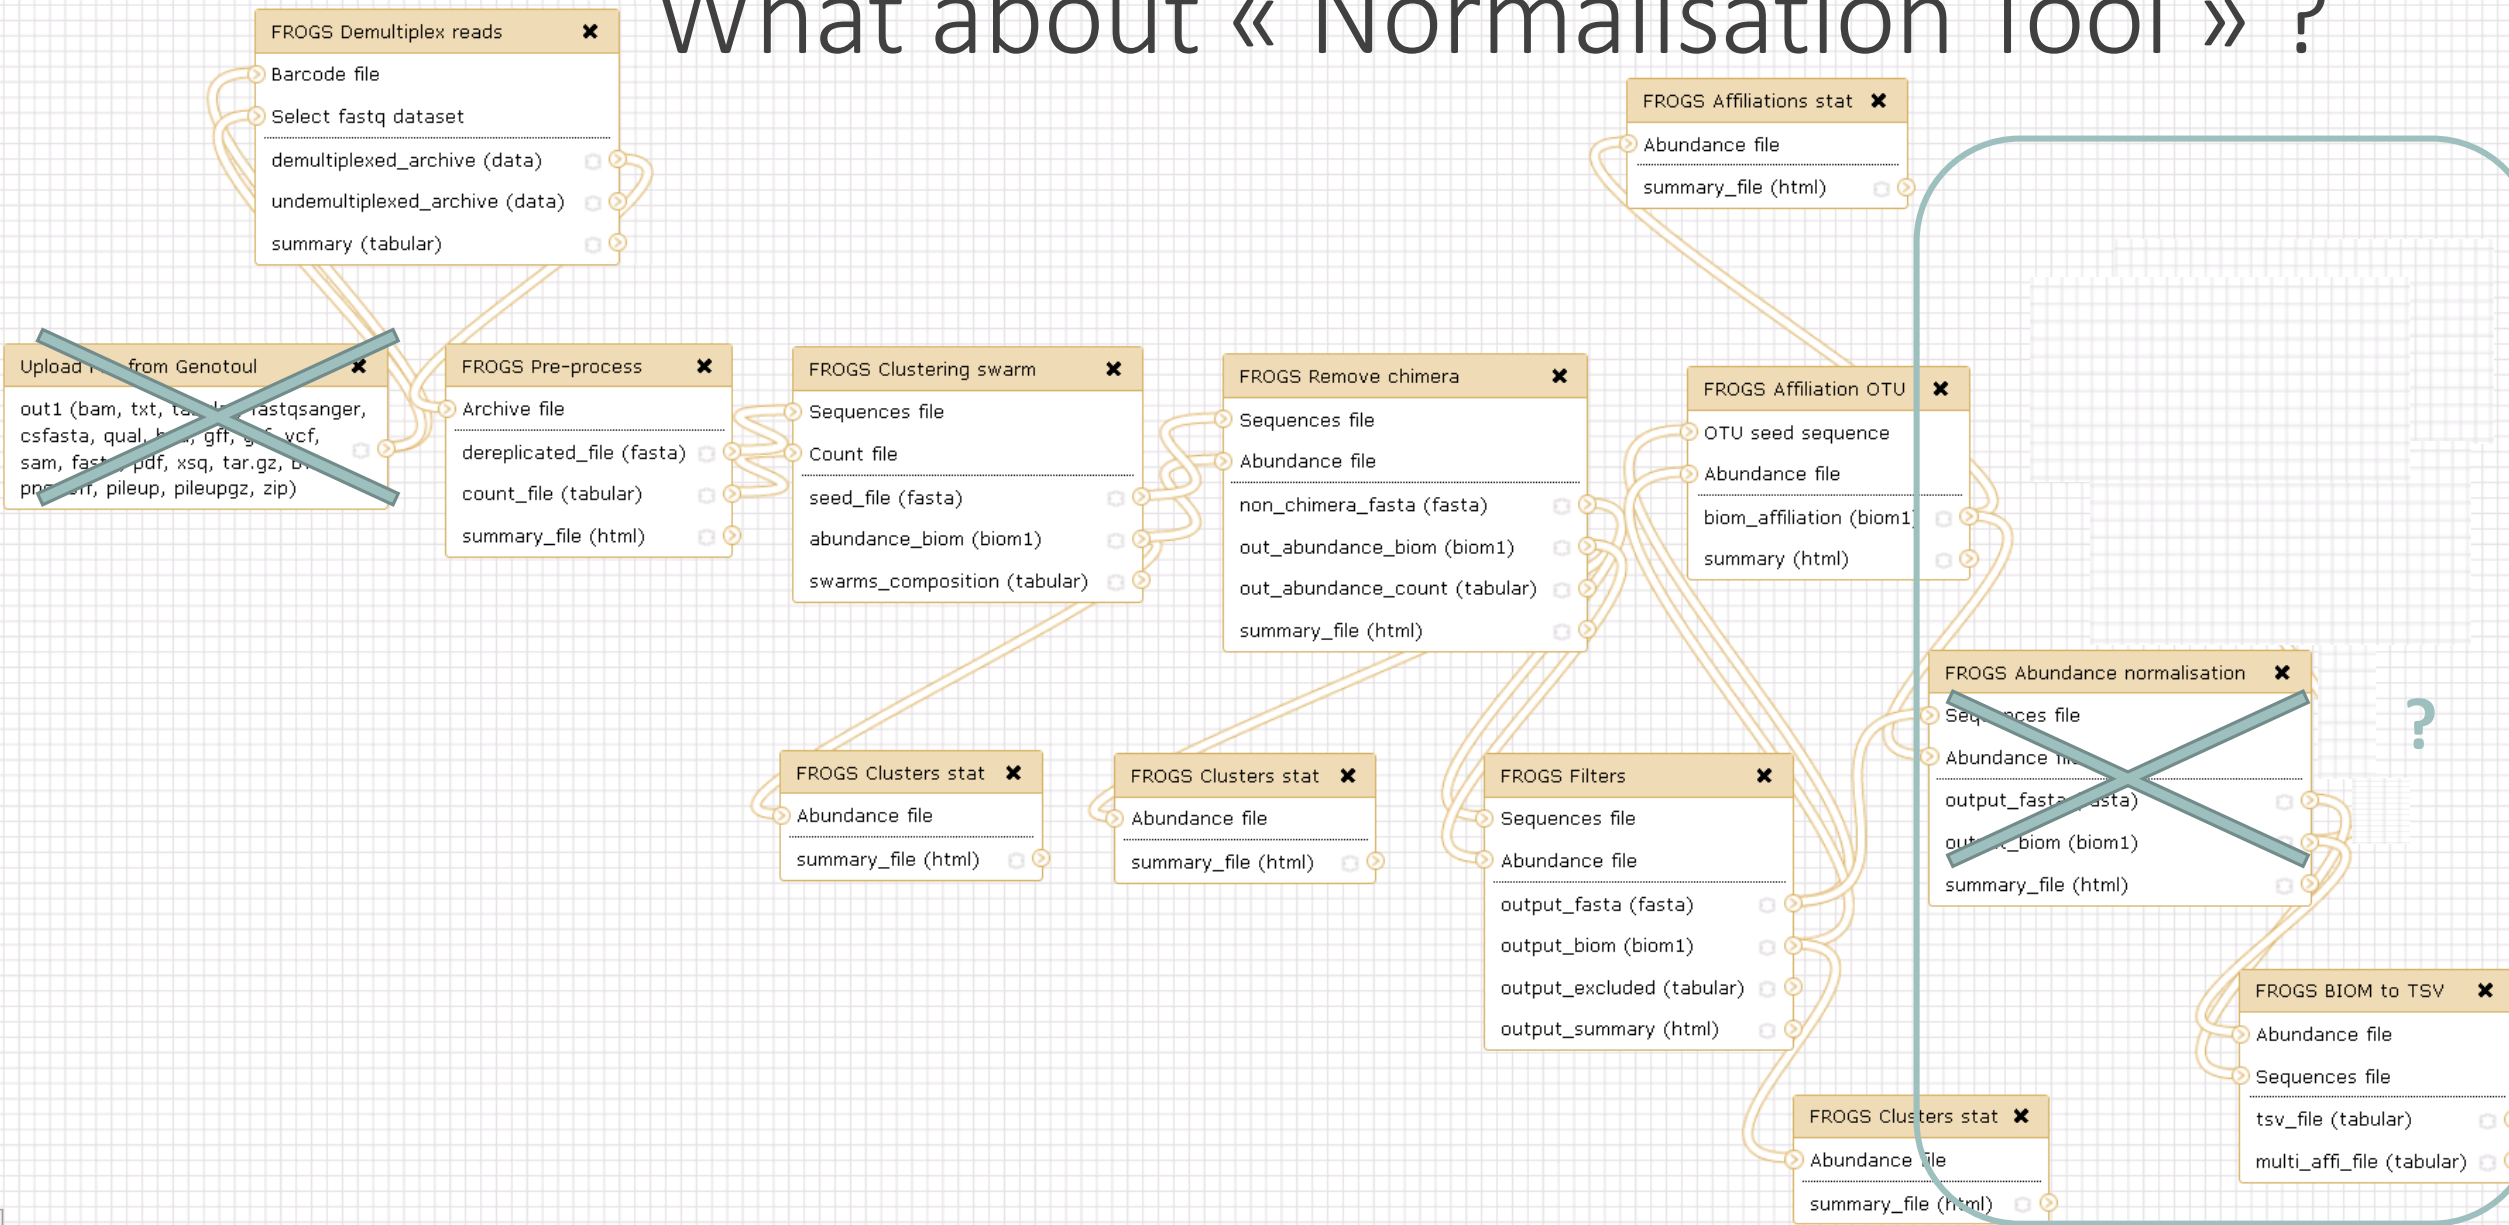 What about « Normalisation Tool » ?
FROGS Demultiplex reads
Barcode file
Select fastq dataset
demultiplexed_archive (data)
undemultiplexed_archive (data)
summary (tabular)
FROGS Affiliations stat
Abundance file
summary_file (html)
Upload from Genotoul
out1 (bam, txt, fastqsanger,
csfasta, qual, gff, vcf,
sam, pdf, xsq, tar.gz,
pileup, pileupgz, zip)
FROGS Pre-process
Archive file
dereplicated_file (fasta)
count_file (tabular)
summary_file (html)
FROGS Clustering swarm
Sequences file
Count file
seed_file (fasta)
abundance_biom (biom1)
swarms_composition (tabular)
FROGS Remove chimera
Sequences file
Abundance file
non_chimera_fasta (fasta)
out_abundance_biom (biom1)
out_abundance_count (tabular)
summary_file (html)
FROGS Affiliation OTU
OTU seed sequence
Abundance file
biom_affiliation (biom1)
summary (html)
FROGS Clusters stat
Abundance file
summary_file (html)
FROGS Clusters stat
Abundance file
summary_file (html)
FROGS Filters
Sequences file
Abundance file
output_fasta (fasta)
output_biom (biom1)
output_excluded (tabular)
output_summary (html)
FROGS Abundance normalisation
Sequences file
Abundance file
output_fasta (fasta)
output_biom (biom1)
summary_file (html)
?
FROGS BIOM to TSV
Abundance file
Sequences file
tsv_file (tabular)
multi_affi_file (tabular)
FROGS Clusters stat
Abundance file
summary_file (html)